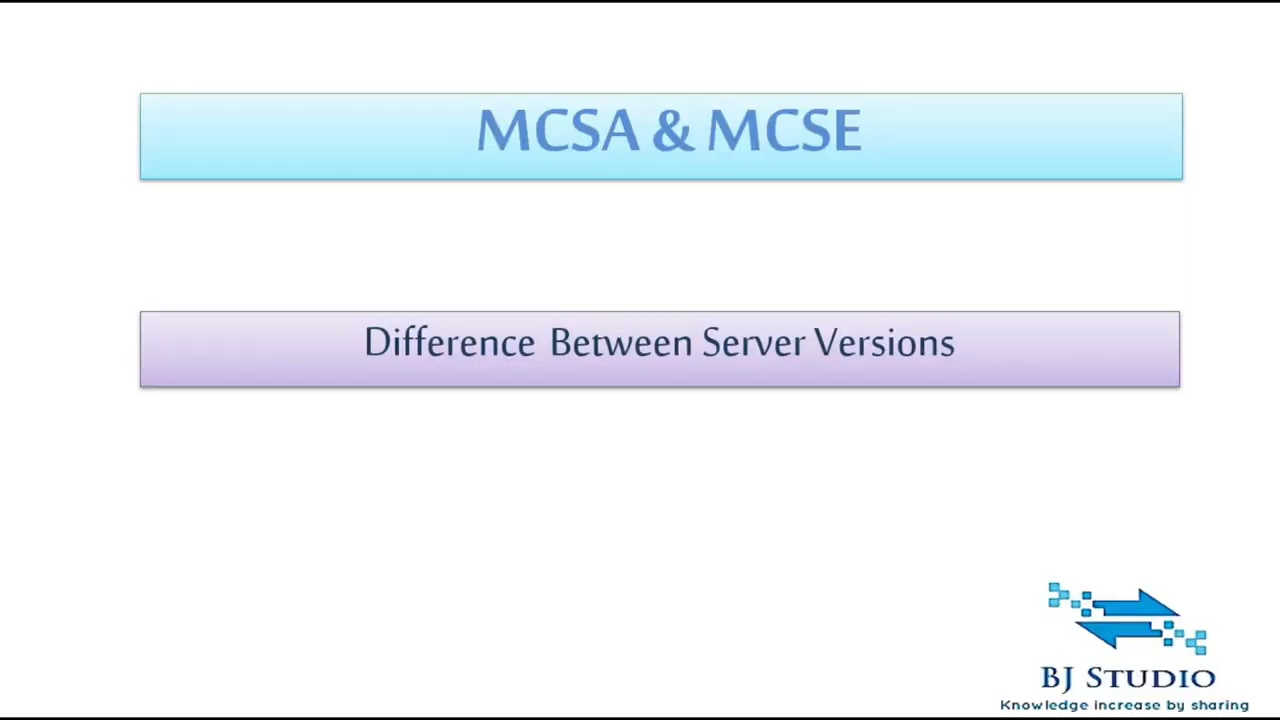 MCSA & MCSE
Difference Between Server Versions
BJ STUDIO
Knowledge increase by sharing